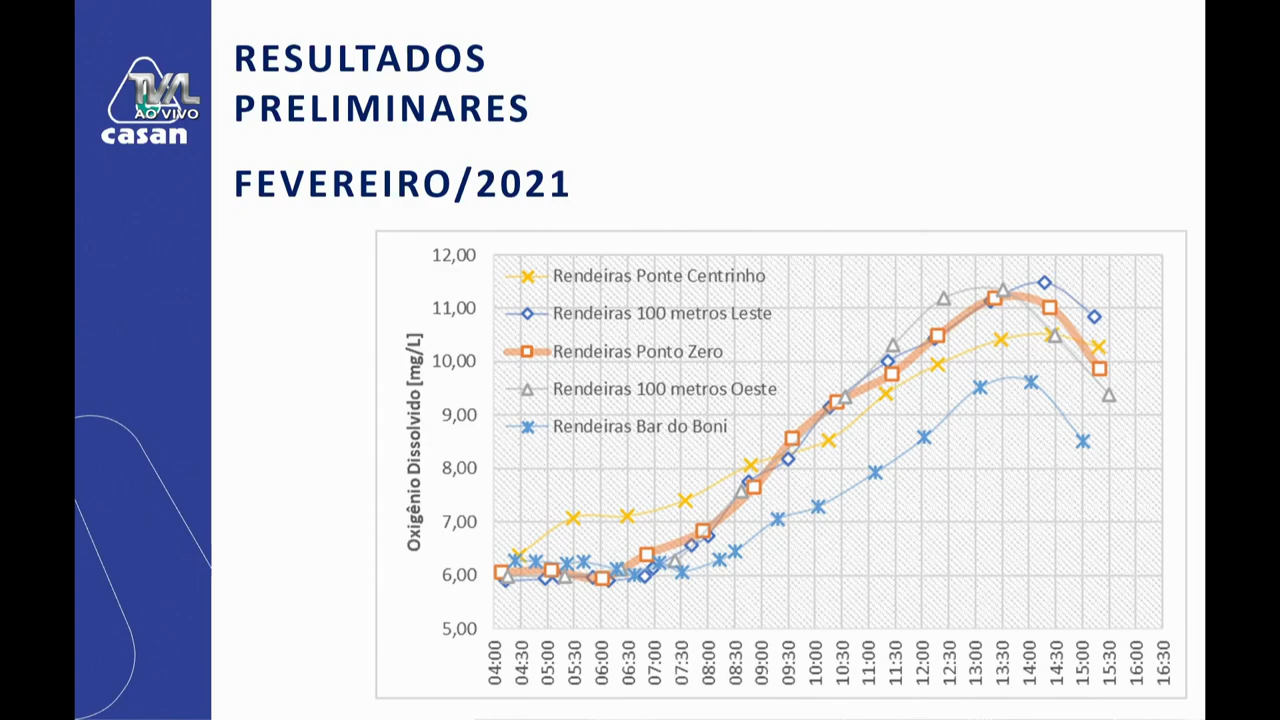 RESULTADOS
PRELIMINARES
FEVEREIRO/2021
TVAL
AO VIVO
casan
12,00
11,00
10,00
9,00
8,00
7,00
6,00
5,00
Oxigênio Dissolvido [mg/L]
Rendeiras Ponte Centrinho
Rendeiras 100 metros Leste
Rendeiras Ponto Zero
Rendeiras 100 metros Oeste
Rendeiras Bar do Boni
04:00 04:30 05:00 05:30 06:00 06:30 07:00 07:30 08:00 08:30 09:00 09:30 10:00 10:30 11:00 11:30 12:00 12:30 13:00 13:30 14:00 14:30 15:00 15:30 16:00 16:30